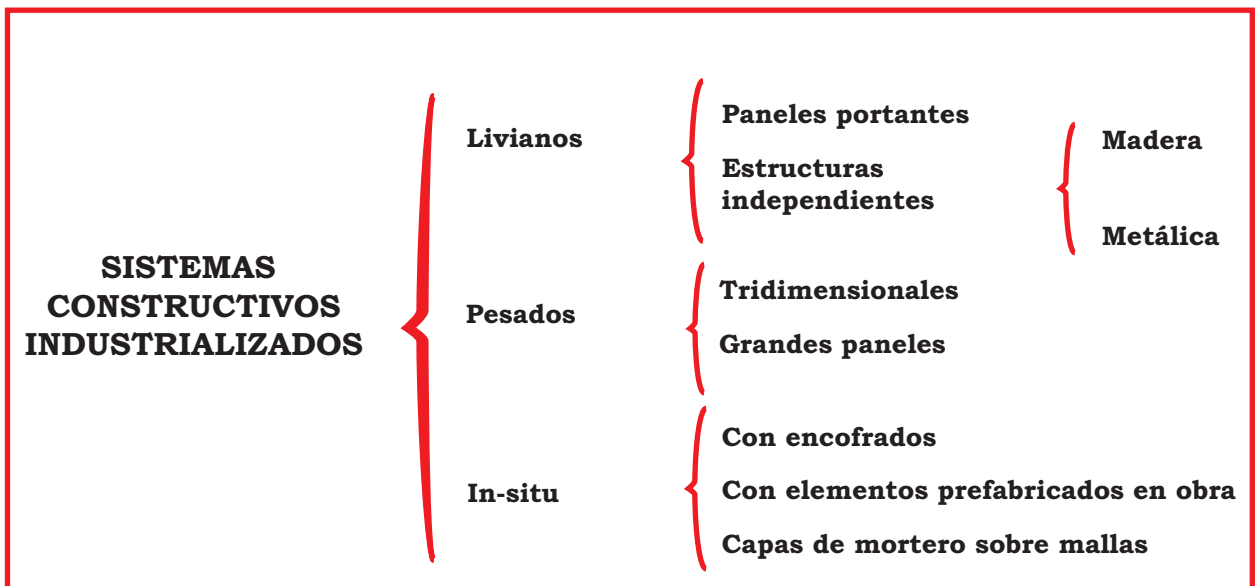 SISTEMAS
CONSTRUCTIVOS
INDUSTRIALIZADOS
Livianos
Paneles portantes
Estructuras
independientes
Madera
Metálica
Pesados
Tridimensionales
Grandes paneles
In-situ
Con encofrados
Con elementos prefabricados en obra
Capas de mortero sobre mallas